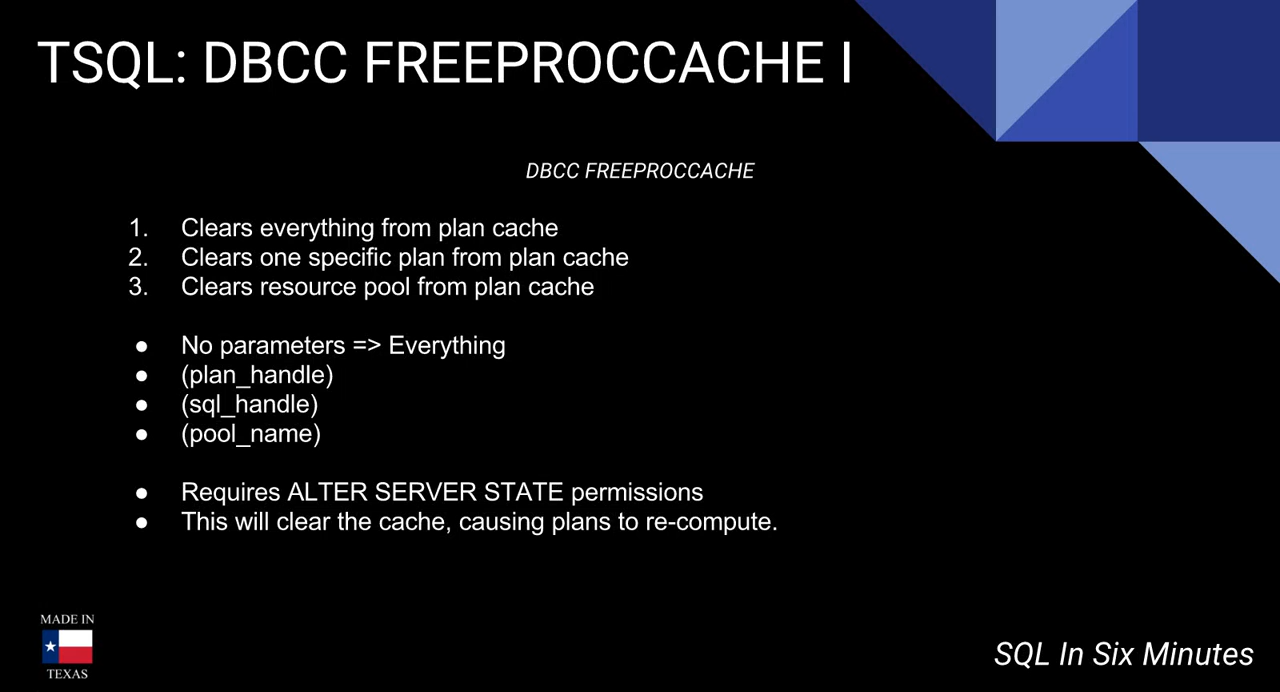 TSQL: DBCC FREEPROCCACHE I
DBCC FREEPROCCACHE
1. Clears everything from plan cache
2. Clears one specific plan from plan cache
3. Clears resource pool from plan cache
● No parameters => Everything
● (plan_handle)
● (sql_handle)
● (pool_name)
● Requires ALTER SERVER STATE permissions
● This will clear the cache, causing plans to re-compute.
MADE IN
TEXAS
SQL In Six Minutes